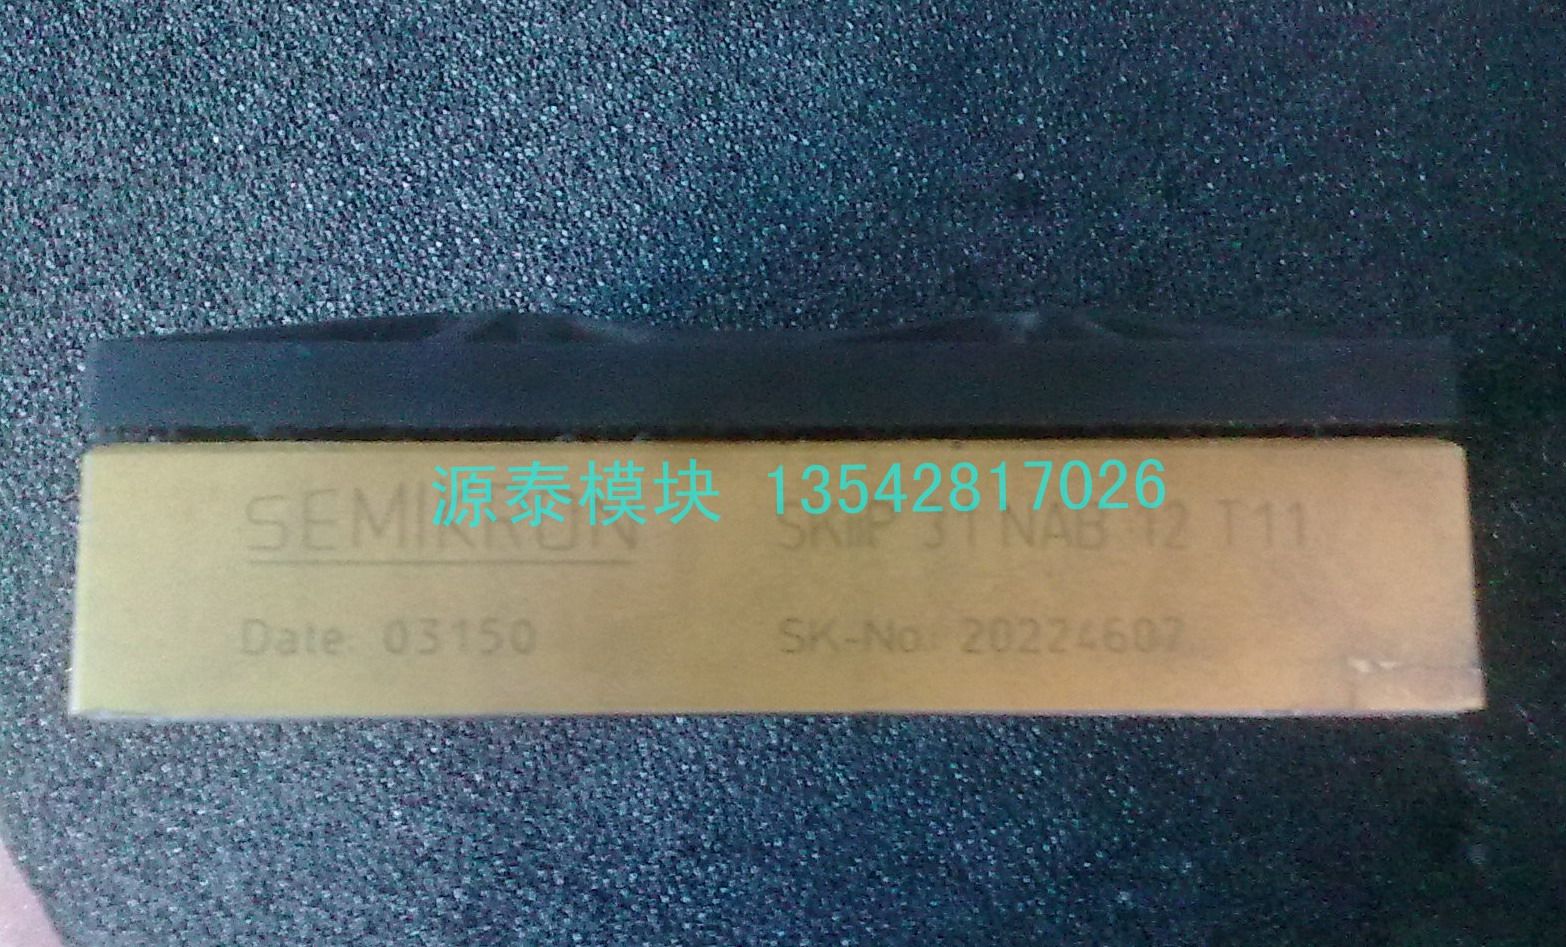 源泰模块 13542817026
SEMIKRON SKiiP 31 NAB 12 T11
Date: 03150 SK-No: 20224607